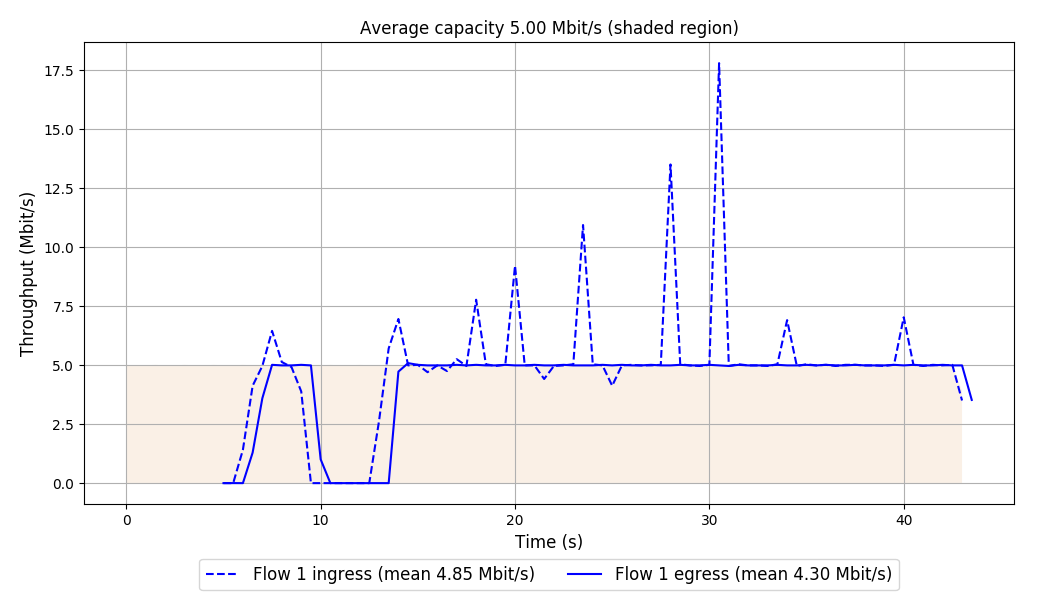 Average capacity 5.00 Mbit/s (shaded region)
Throughput (Mbit/s)
17.5
15.0
12.5
10.0
7.5
5.0
2.5
0.0
0 10 20 30 40
Time (s)
Flow 1 ingress (mean 4.85 Mbit/s) Flow 1 egress (mean 4.30 Mbit/s)